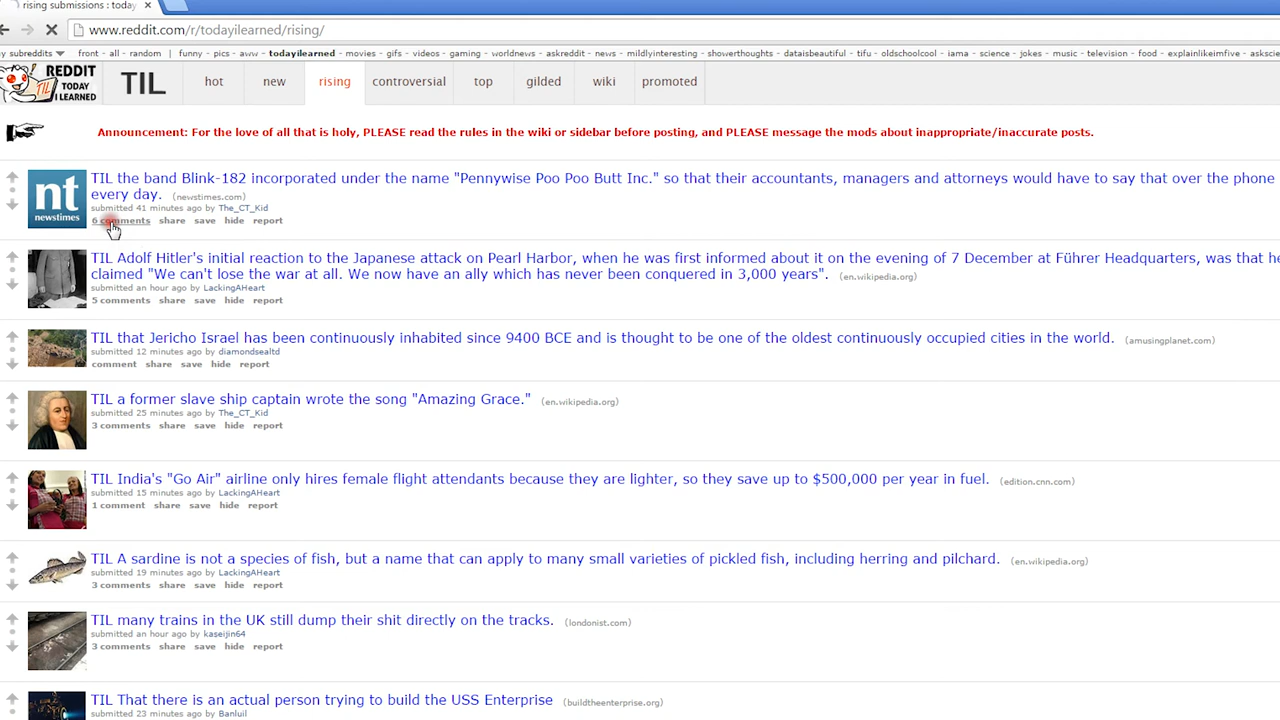 rising submissions : today ×
www.reddit.com/r/todayilearned/rising/
y subreddits front - all - random | funny - pics - aww - todayilearned - movies - gifs - videos - gaming - worldnews - askreddit - news - mildlyinteresting - showerthoughts - dataisbeautiful - tifu - oldschoolcool - iama - science - jokes - music - television - food - explainlikeimfive - asksci
REDDIT
TODAY
I LEARNED
TIL
TIL hot new rising controversial top gilded wiki promoted
Announcement: For the love of all that is holy, PLEASE read the rules in the wiki or sidebar before posting, and PLEASE message the mods about inappropriate/inaccurate posts.
nt
newstimes
TIL the band Blink-182 incorporated under the name "Pennywise Poo Poo Butt Inc." so that their accountants, managers and attorneys would have to say that over the phone
every day. (newstimes.com)
submitted 41 minutes ago by The_CT_Kid
6 comments share save hide report
TIL Adolf Hitler's initial reaction to the Japanese attack on Pearl Harbor, when he was first informed about it on the evening of 7 December at Führer Headquarters, was that he
claimed "We can't lose the war at all. We now have an ally which has never been conquered in 3,000 years". (en.wikipedia.org)
submitted an hour ago by LackingAHeart
5 comments share save hide report
TIL that Jericho Israel has been continuously inhabited since 9400 BCE and is thought to be one of the oldest continuously occupied cities in the world. (amusingplanet.com)
submitted 12 minutes ago by diamondsealtd
comment share save hide report
TIL a former slave ship captain wrote the song "Amazing Grace." (en.wikipedia.org)
submitted 25 minutes ago by The_CT_Kid
3 comments share save hide report
TIL India's "Go Air" airline only hires female flight attendants because they are lighter, so they save up to $500,000 per year in fuel. (edition.cnn.com)
submitted 15 minutes ago by LackingAHeart
1 comment share save hide report
TIL A sardine is not a species of fish, but a name that can apply to many small varieties of pickled fish, including herring and pilchard. (en.wikipedia.org)
submitted 19 minutes ago by LackingAHeart
3 comments share save hide report
TIL many trains in the UK still dump their shit directly on the tracks. (londonist.com)
submitted an hour ago by kaseijin64
3 comments share save hide report
TIL That there is an actual person trying to build the USS Enterprise (buildtheenterprise.org)
submitted 23 minutes ago by Banluil